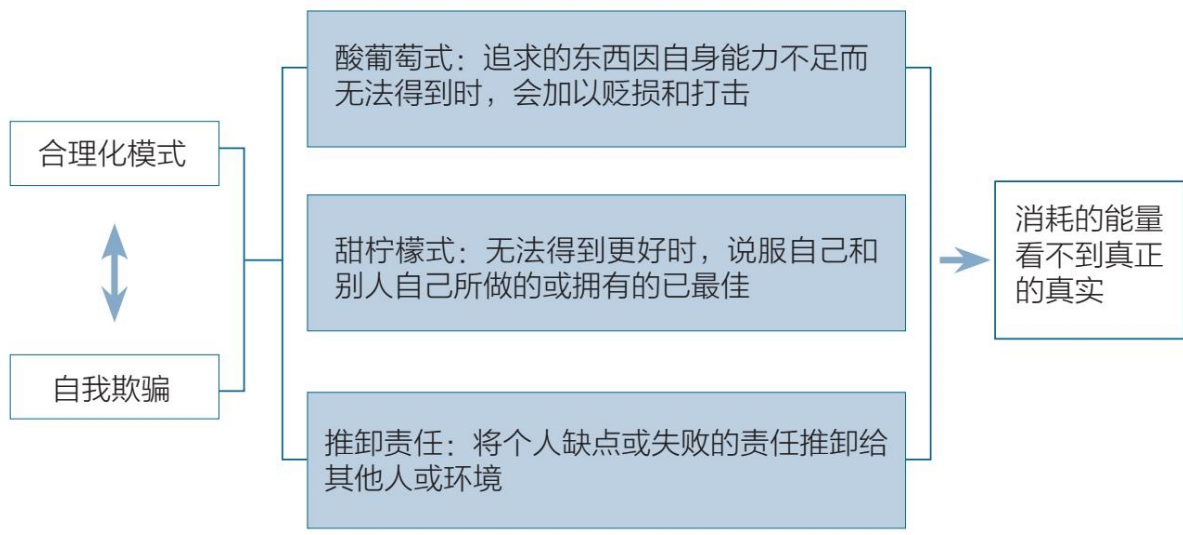 合理化模式
自我欺骗
酸葡萄式：追求的东西因自身能力不足而
无法得到时，会加以贬损和打击
甜柠檬式：无法得到更好时，说服自己和
别人自己所做的或拥有的已最佳
推卸责任：将个人缺点或失败的责任推卸给
其他人或环境
消耗的能量
看不到真正
的真实